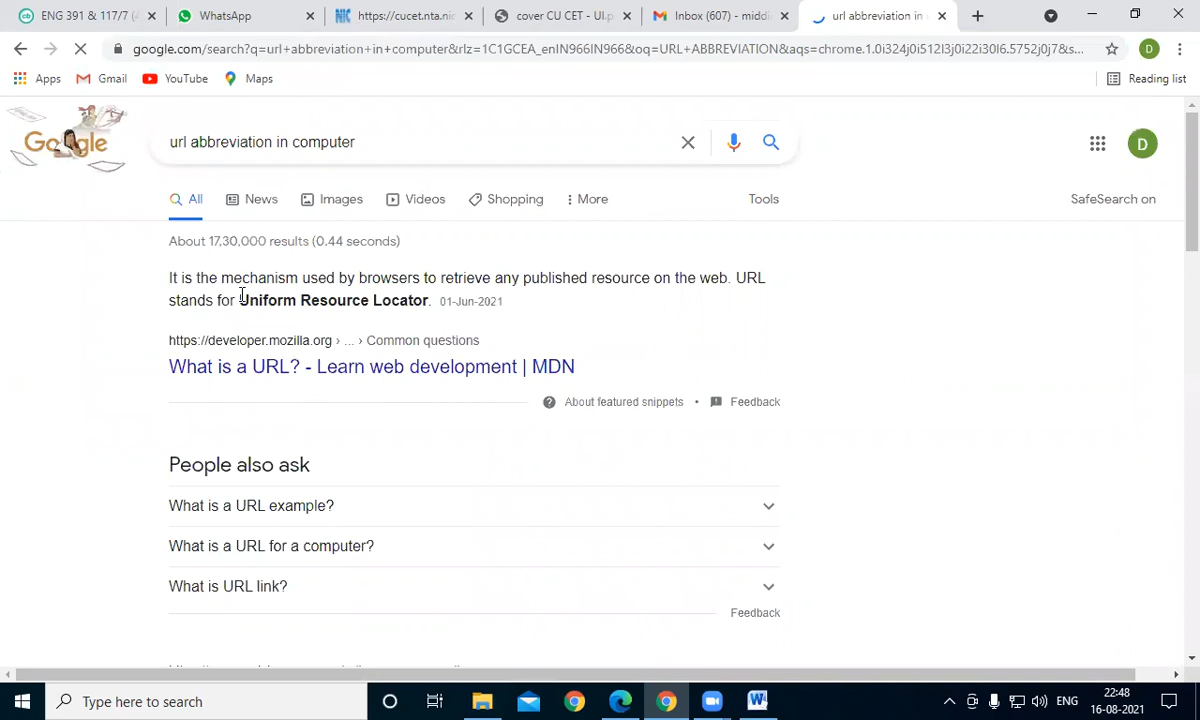 ENG 391 & 117/7 (
WhatsApp
https://cucet.nta.nic
cover CU CET - UI.p
Inbox (607) - middl
url abbreviation in c
google.com/search?q=url+abbreviation+in+computer&rlz=1C1GCEA_enIN966IN966&oq=URL+ABBREVIATION&aqs=chrome.1.0i324j0i512l3j0i22i30l6.5752j0j7&s...
D
Apps
Gmail
YouTube
Maps
Reading list
Google
url abbreviation in computer
D
All
News
Images
Videos
Shopping
More
Tools
SafeSearch on
About 17,30,000 results (0.44 seconds)
It is the mechanism used by browsers to retrieve any published resource on the web. URL
stands for Uniform Resource Locator. 01-Jun-2021
https://developer.mozilla.org › ... › Common questions
What is a URL? - Learn web development | MDN
About featured snippets • Feedback
People also ask
What is a URL example?
What is a URL for a computer?
What is URL link?
Feedback
Type here to search
ENG
22:48
16-08-2021